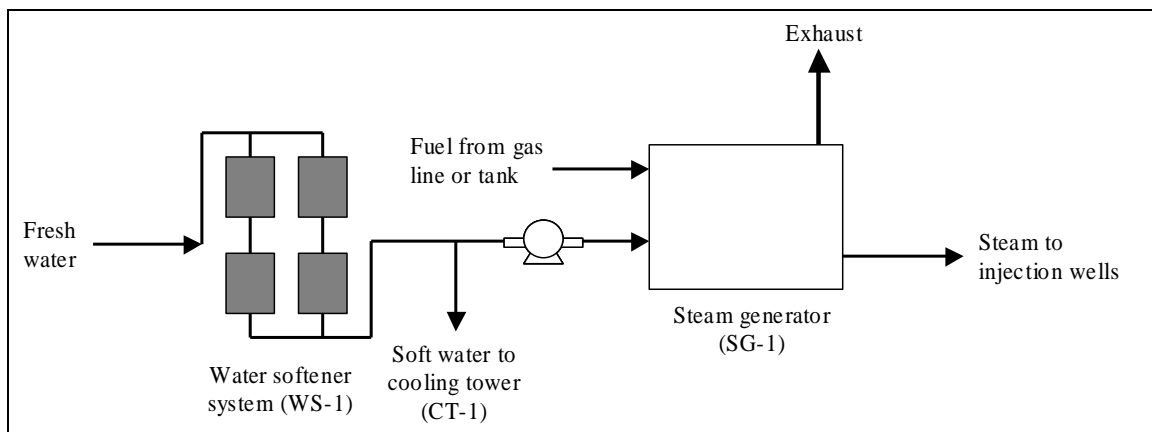 Exhaust
Fuel from gas
line or tank
Fresh
water
Steam to
injection wells
Steam generator
(SG-1)
Soft water to
cooling tower
(CT-1)
Water softener
system (WS-1)